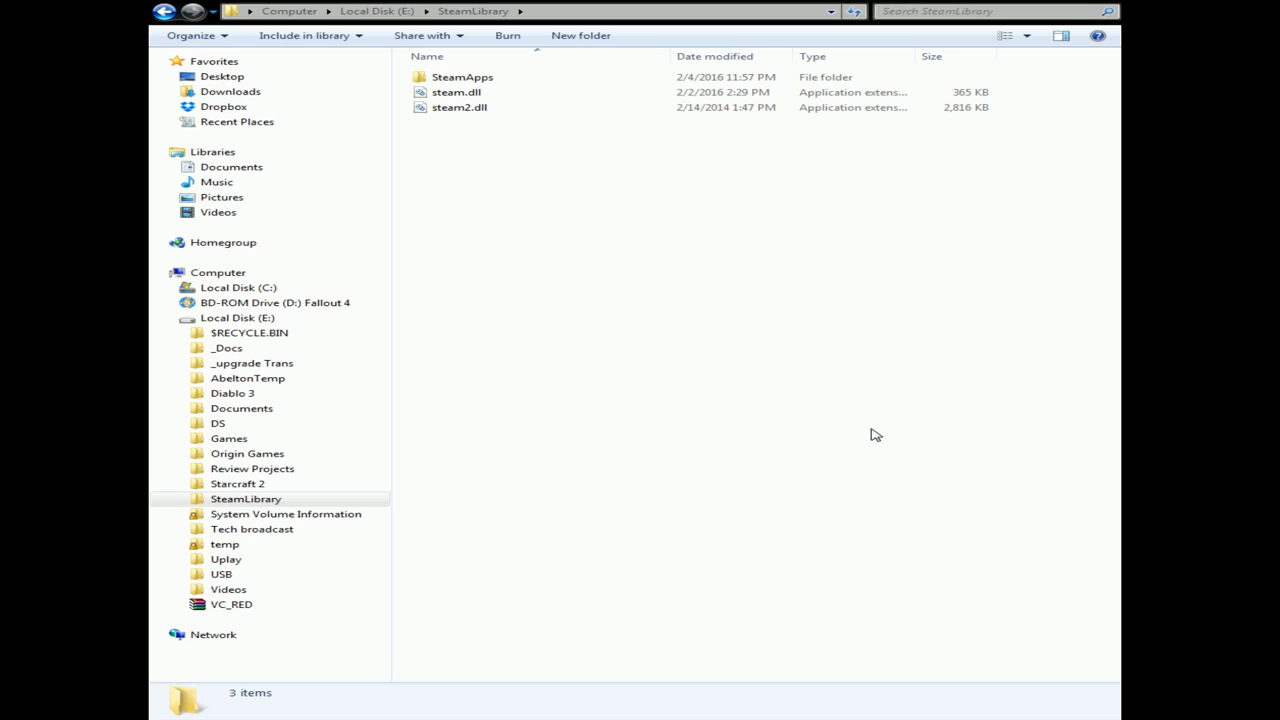 Computer Local Disk (E:) SteamLibrary Search SteamLibrary
Organize Include in library Share with Burn New folder
Favorites
Desktop
Downloads
Dropbox
Recent Places
Libraries
Documents
Music
Pictures
Videos
Homegroup
Computer
Local Disk (C:)
BD-ROM Drive (D:) Fallout 4
Local Disk (E:)
$RECYCLE.BIN
_Docs
_upgrade Trans
AbeltonTemp
Diablo 3
Documents
DS
Games
Origin Games
Review Projects
Starcraft 2
SteamLibrary
System Volume Information
Tech broadcast
temp
Uplay
USB
Videos
VC_RED
Network
Name Date modified Type Size
SteamApps 2/4/2016 11:57 PM File folder
steam.dll 2/2/2016 2:29 PM Application extens... 365 KB
steam2.dll 2/14/2014 1:47 PM Application extens... 2,816 KB
3 items